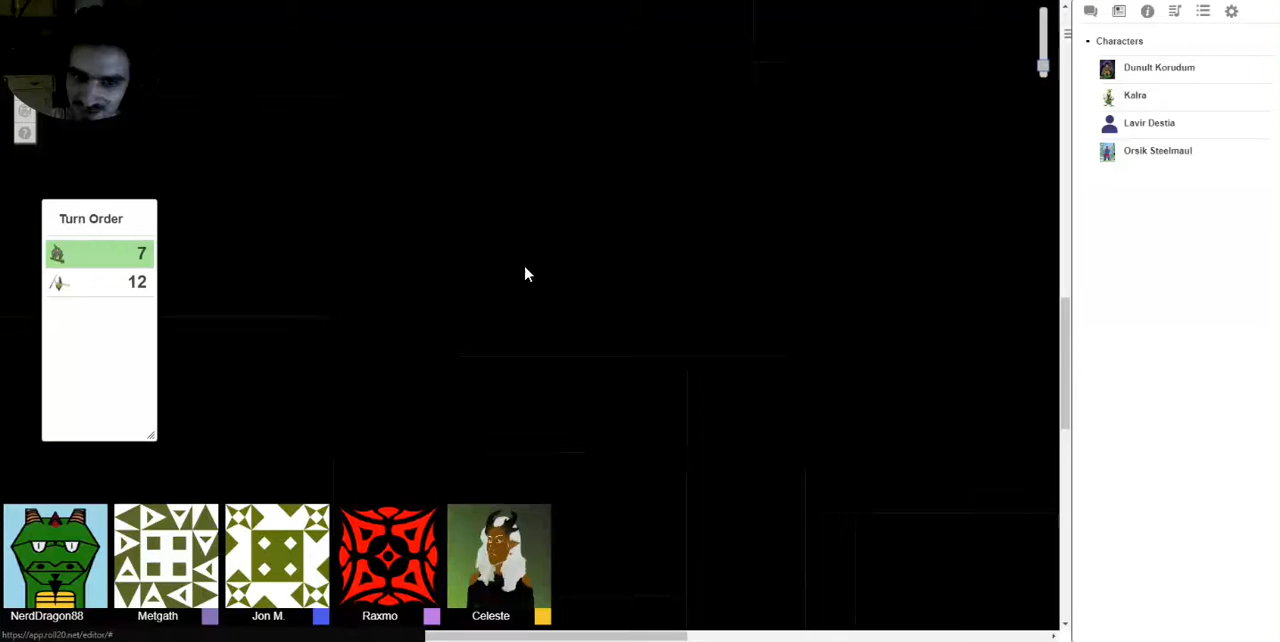 Characters
Dunult Korudum
Kalra
Lavir Destia
Orsik Steelmaul
Turn Order
7
12
NerdDragon88
Metgath
Jon M.
Raxmo
Celeste
https://app.roll20.net/editor/#